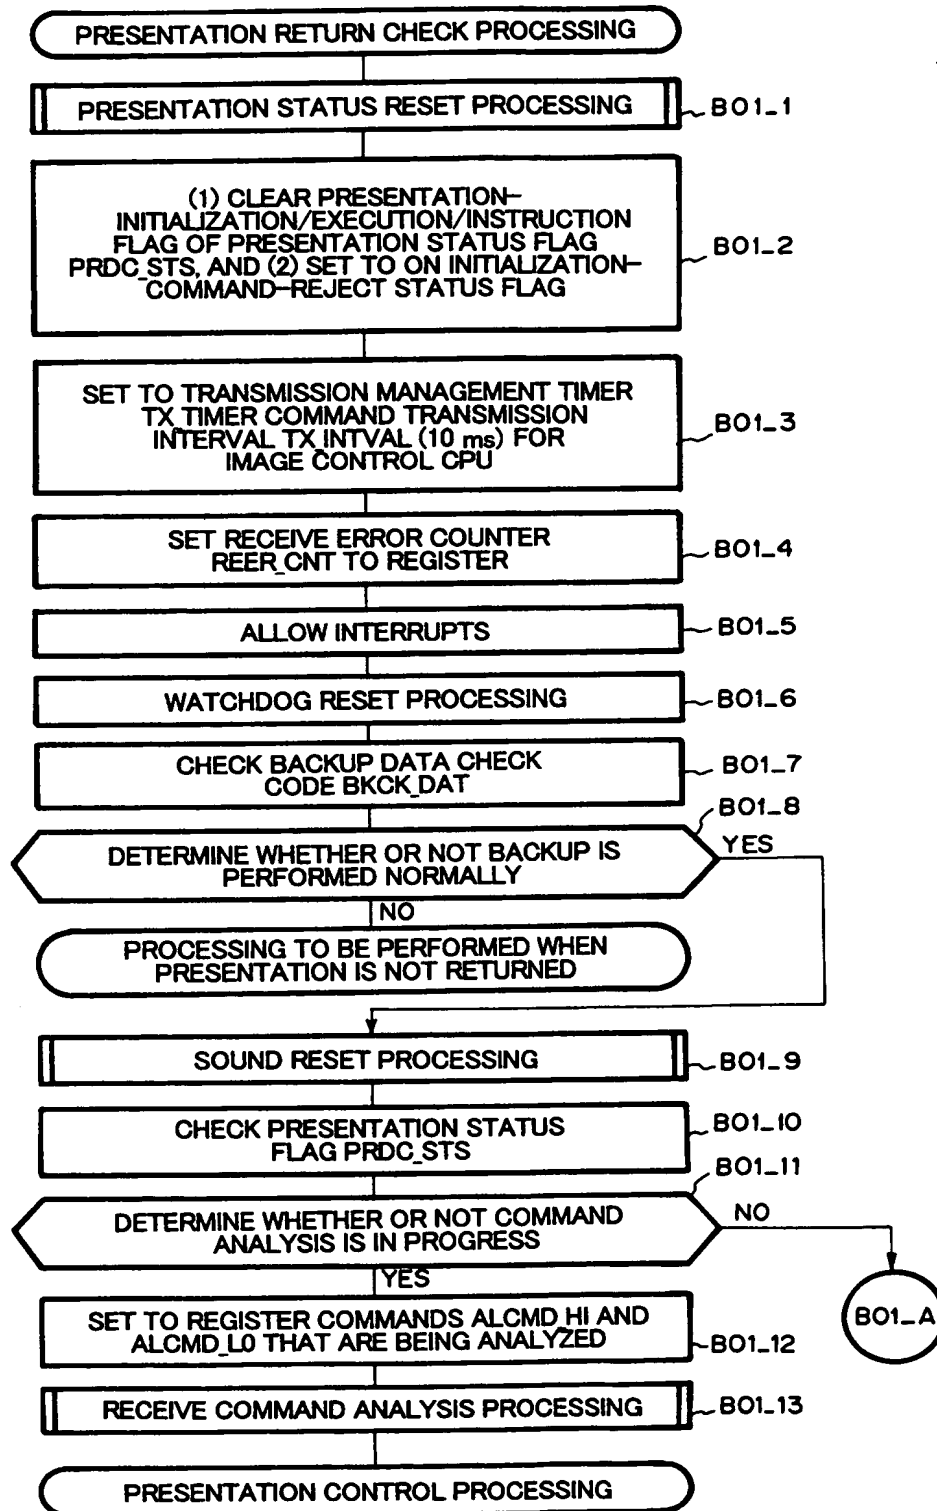 PRESENTATION RETURN CHECK PROCESSING
PRESENTATION STATUS RESET PROCESSING
B01_1
(1) CLEAR PRESENTATION-
INITIALIZATION/EXECUTION/INSTRUCTION
FLAG OF PRESENTATION STATUS FLAG
PRDC_STS, AND (2) SET TO ON INITIALIZATION-
COMMAND-REJECT STATUS FLAG
B01_2
SET TO TRANSMISSION MANAGEMENT TIMER
TX_TIMER COMMAND TRANSMISSION
INTERVAL TX_INTVAL (10 ms) FOR
IMAGE CONTROL CPU
B01_3
SET RECEIVE ERROR COUNTER
REER_CNT TO REGISTER
B01_4
ALLOW INTERRUPTS
B01_5
WATCHDOG RESET PROCESSING
B01_6
CHECK BACKUP DATA CHECK
CODE BKCK_DAT
B01_7
B01_8
DETERMINE WHETHER OR NOT BACKUP IS
PERFORMED NORMALLY
YES
NO
PROCESSING TO BE PERFORMED WHEN
PRESENTATION IS NOT RETURNED
SOUND RESET PROCESSING
B01_9
CHECK PRESENTATION STATUS
FLAG PRDC_STS
B01_10
B01_11
DETERMINE WHETHER OR NOT COMMAND
ANALYSIS IS IN PROGRESS
NO
YES
B01_A
SET TO REGISTER COMMANDS ALCMD_HI AND
ALCMD_L0 THAT ARE BEING ANALYZED
B01_12
RECEIVE COMMAND ANALYSIS PROCESSING
B01_13
PRESENTATION CONTROL PROCESSING